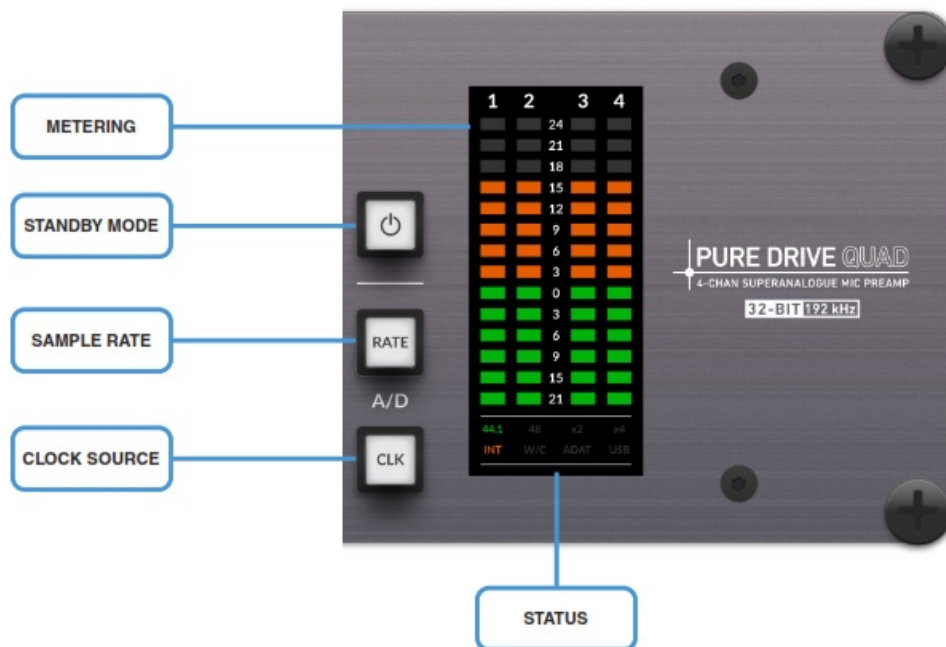 METERING
STANDBY MODE
SAMPLE RATE
CLOCK SOURCE
RATE
A/D
CLK
1 2 3 4
24
21
18
15
12
9
6
3
0
3
6
9
15
21
44.1 48 x2 x4
INT W/C ADAT USB
PURE DRIVE QUAD
4-CHAN SUPERANALOGUE MIC PREAMP
32-BIT 192 kHz
STATUS